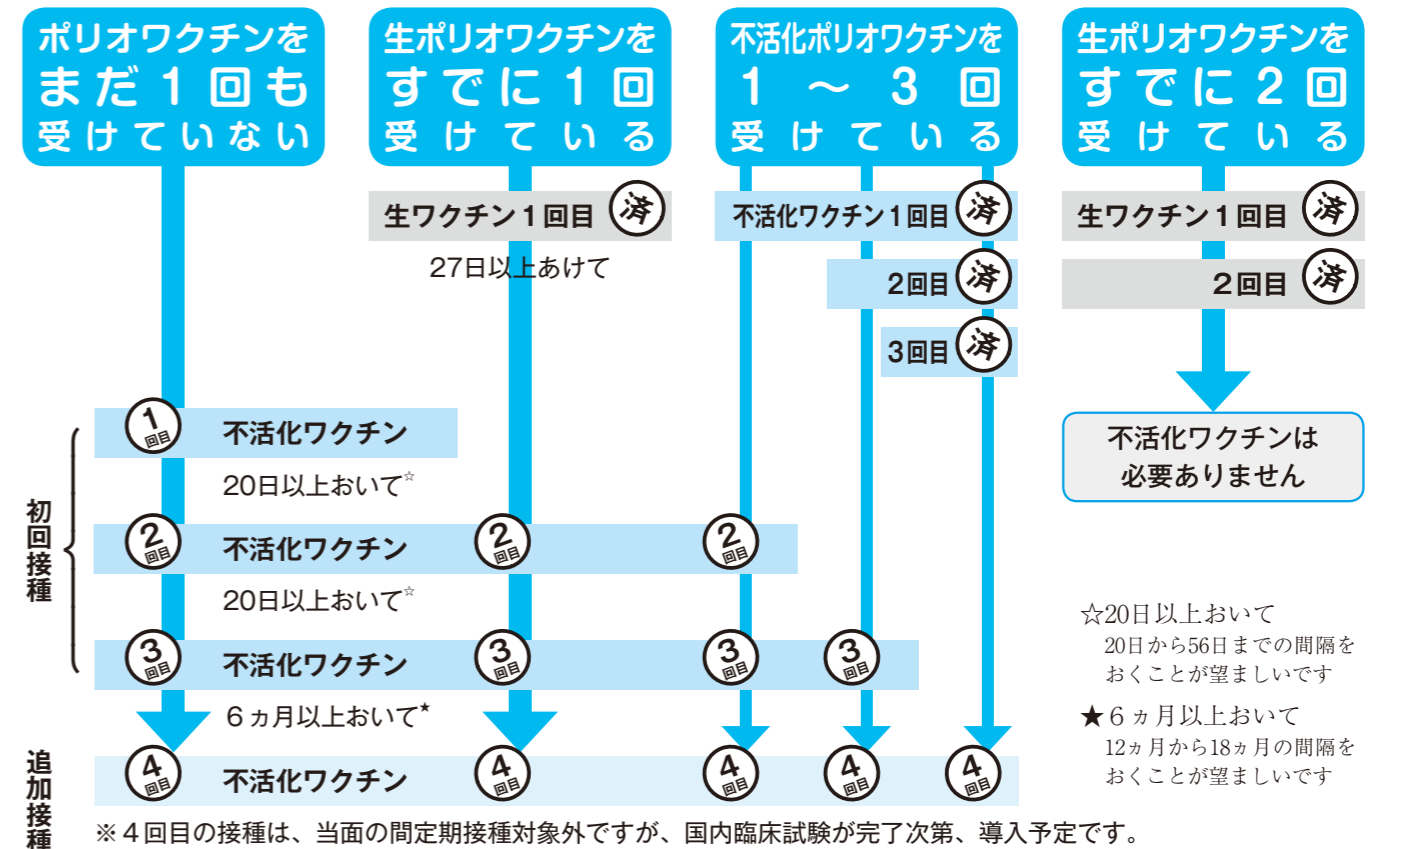 ポリオワクチンを
まだ1回も
受けていない
生ポリオワクチンを
すでに1回
受けている
不活化ポリオワクチンを
1～3回
受けている
生ポリオワクチンを
すでに2回
受けている
生ワクチン1回目 済
27日以上あけて
不活化ワクチン1回目 済
2回目 済
3回目 済
生ワクチン1回目 済
2回目 済
不活化ワクチンは
必要ありません
初回接種
1回目 不活化ワクチン
20日以上おいて☆
2回目 不活化ワクチン 2回目 2回目
20日以上おいて☆
3回目 不活化ワクチン 3回目 3回目 3回目
6ヵ月以上おいて★
追加接種
4回目 不活化ワクチン 4回目 4回目 4回目 4回目
☆20日以上おいて
20日から56日までの間隔を
おくことが望ましいです
★6ヵ月以上おいて
12ヵ月から18ヵ月の間隔を
おくことが望ましいです
※4回目の接種は、当面の間定期接種対象外ですが、国内臨床試験が完了次第、導入予定です。